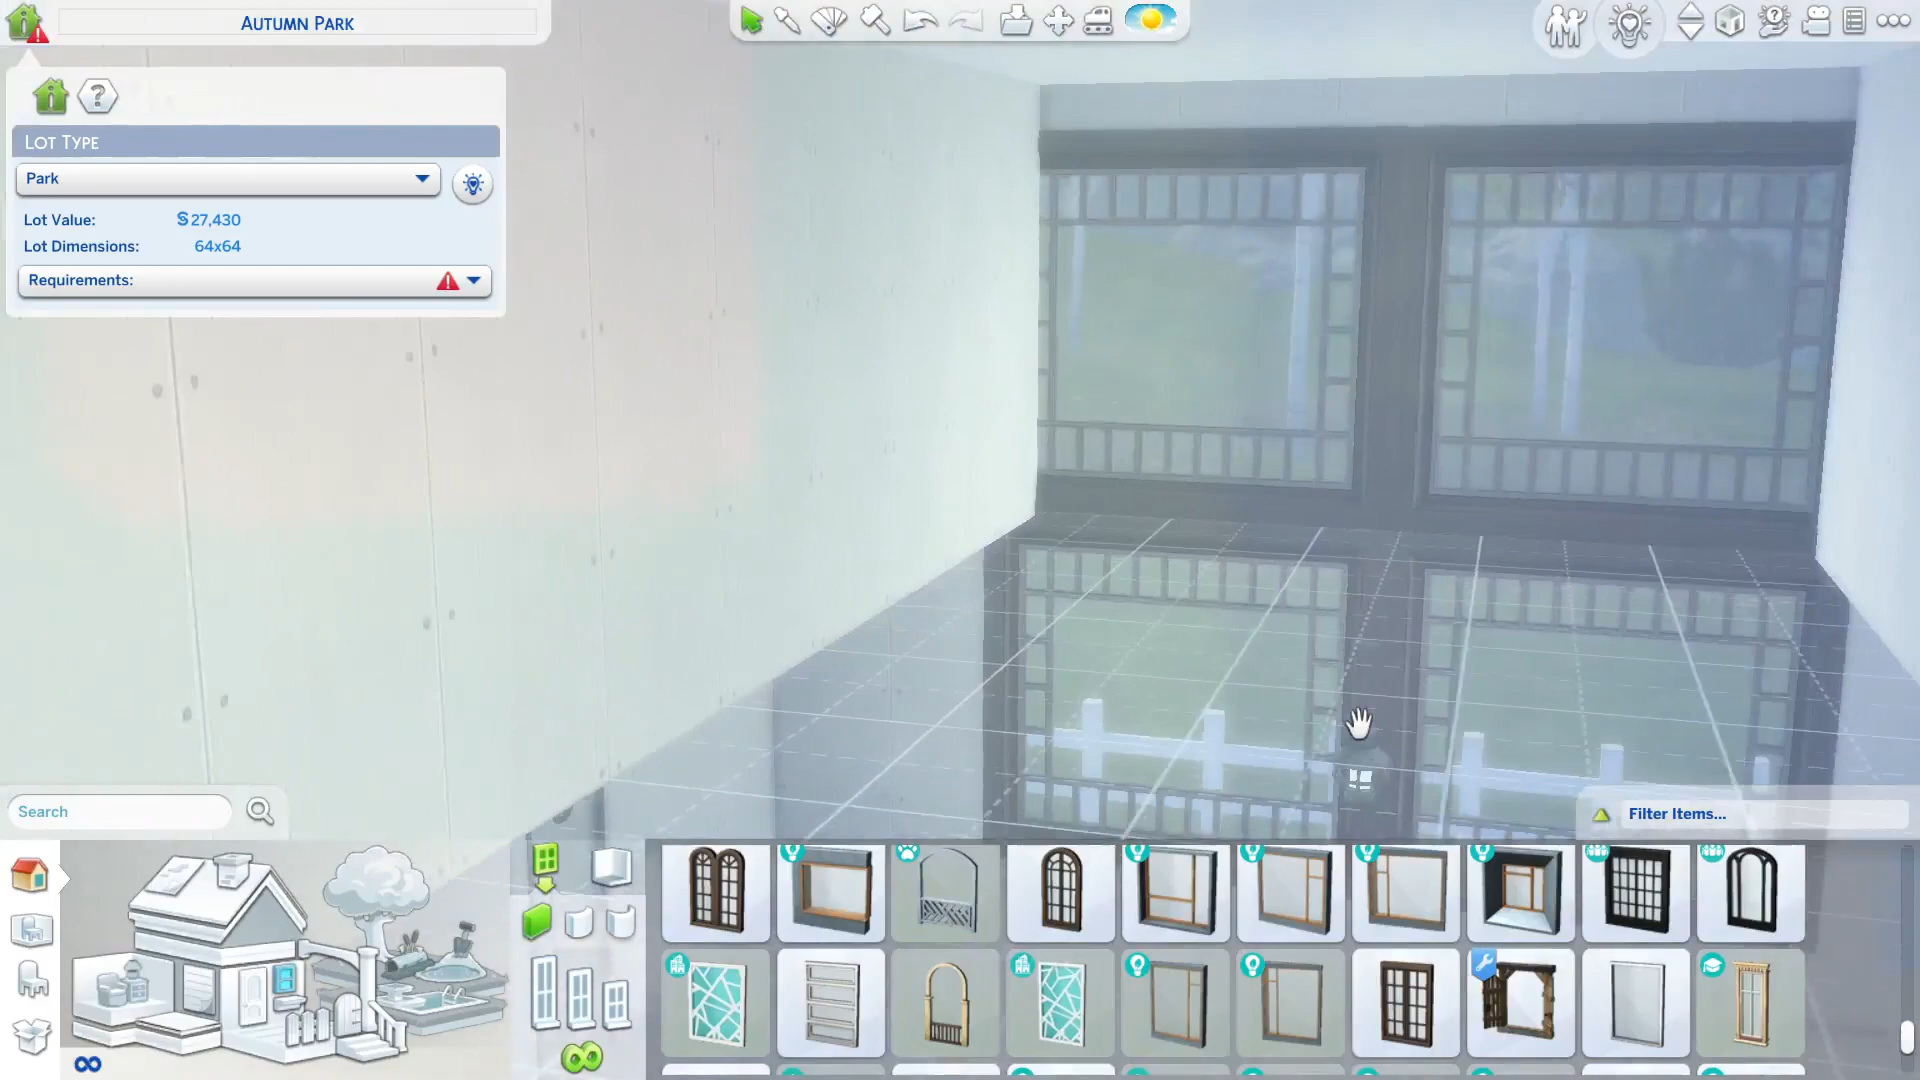 AUTUMN PARK
LOT TYPE
Park
Lot Value: §27,430
Lot Dimensions: 64x64
Requirements:
Search
Filter Items...